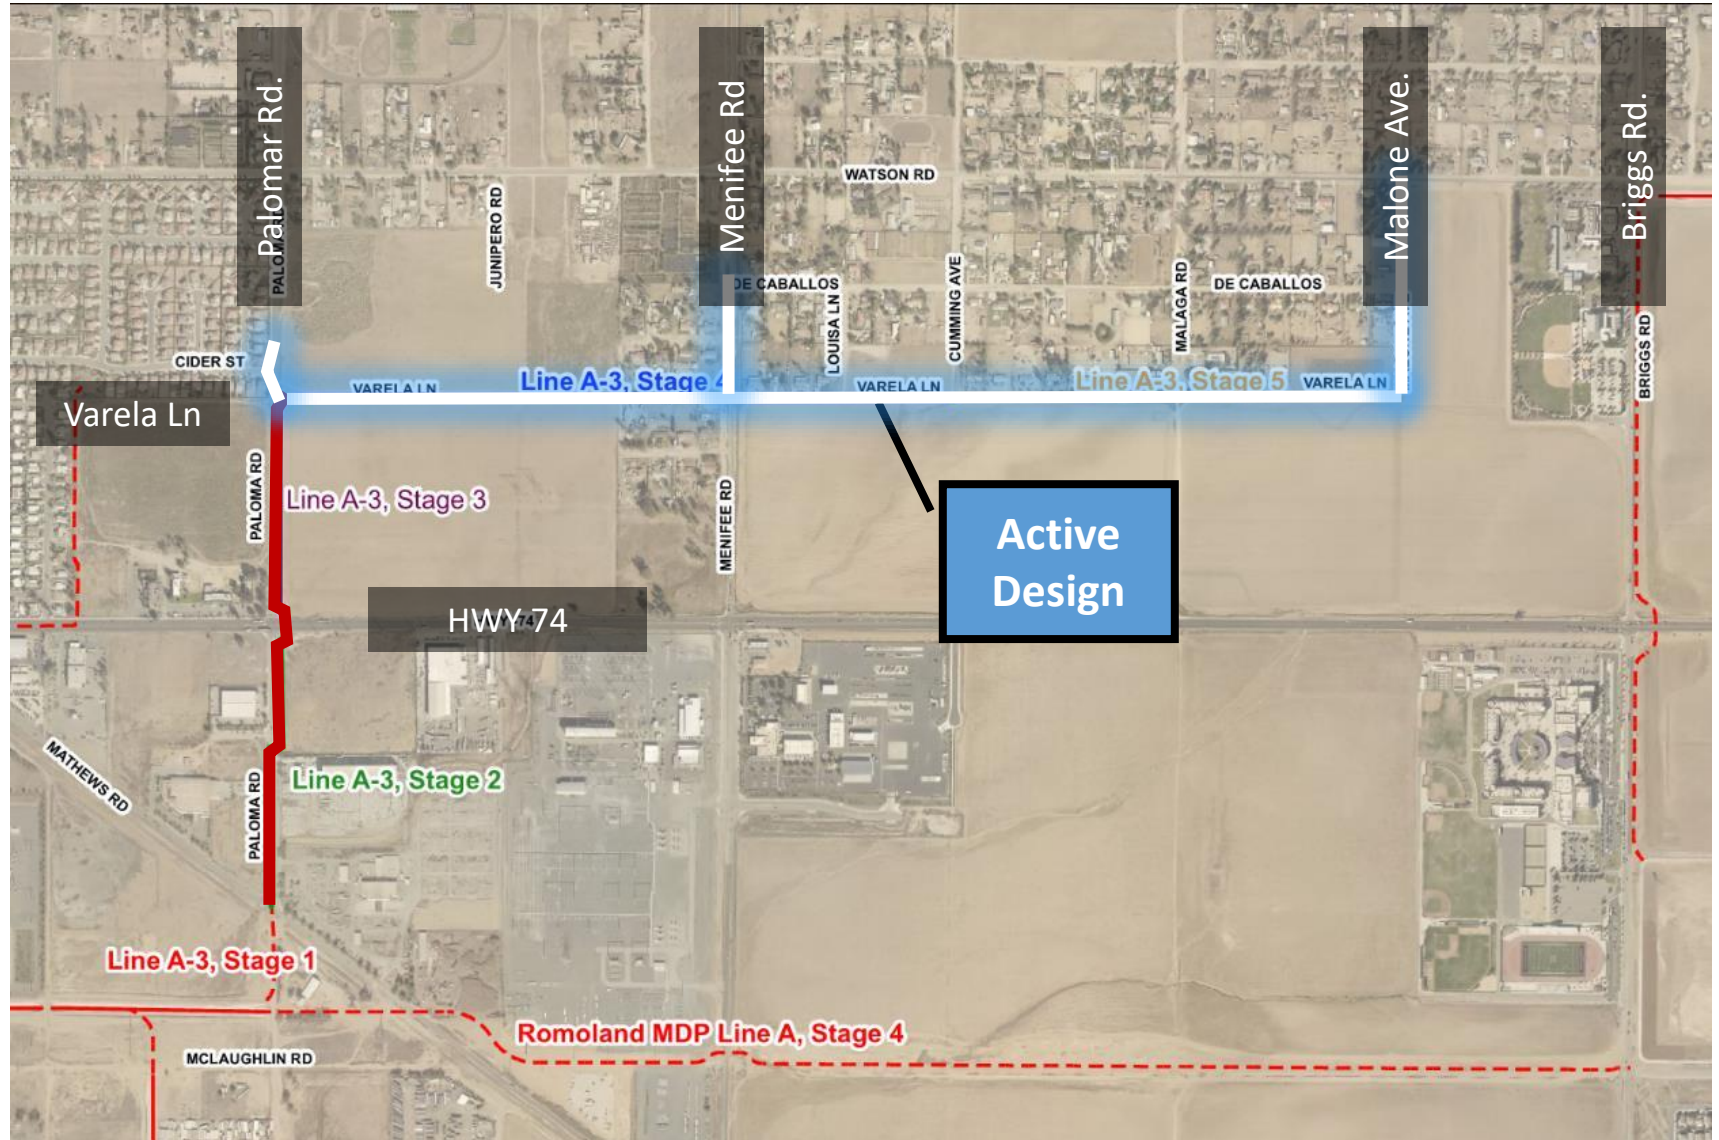 Palomar Rd.
Menifee Rd
Malone Ave.
Briggs Rd.
WATSON RD
JUNIPERO RD
DE CABALLOS
LOUISA LN
CUMMING AVE
MALAGA RD
DE CABALLOS
BRIGGS RD
CIDER ST
VARELA LN
Line A-3, Stage 4
VARELA LN
Line A-3, Stage 5
VARELA LN
Varela Ln
PALOMA RD
Line A-3, Stage 3
MENIFEE RD
Active
Design
HWY 74
MATHEWS RD
PALOMA RD
Line A-3, Stage 2
Line A-3, Stage 1
Romoland MDP Line A, Stage 4
MCLAUGHLIN RD